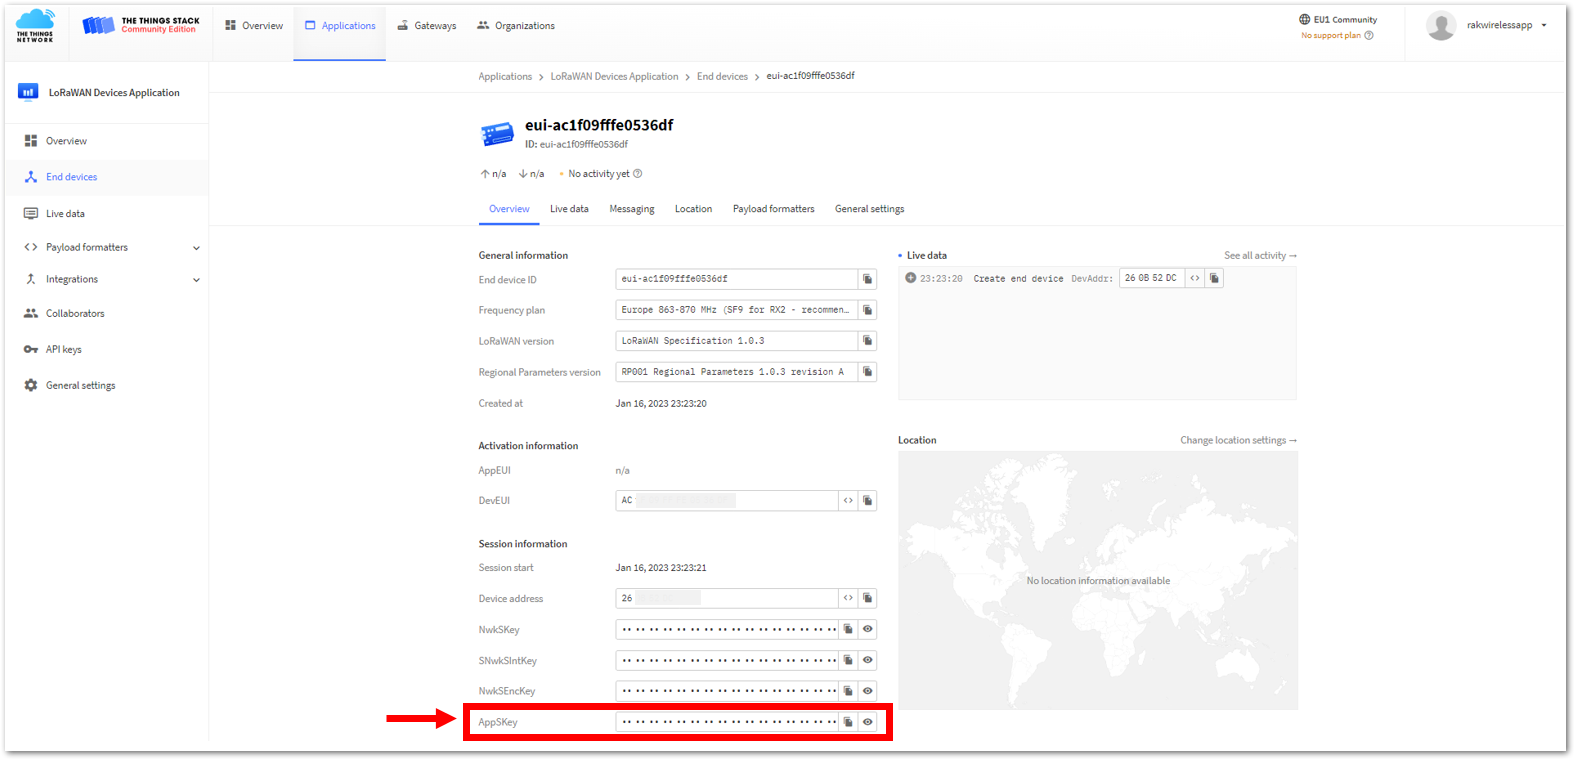 THE THINGS
NETWORK
THE THINGS STACK
Community Edition
Overview
Applications
Gateways
Organizations
EU1 Community
No support plan
rakwirelessapp
LoRaWAN Devices Application
Overview
End devices
Live data
Payload formatters
Integrations
Collaborators
API keys
General settings
Applications > LoRaWAN Devices Application > End devices > eui-ac1f09fffe0536df
eui-ac1f09fffe0536df
ID: eui-ac1f09fffe0536df
↑ n/a ↓ n/a • No activity yet
Overview Live data Messaging Location Payload formatters General settings
General information
End device ID eui-ac1f09fffe0536df
Frequency plan Europe 863-870 MHz (SF9 for RX2 - recommen…
LoRaWAN version LoRaWAN Specification 1.0.3
Regional Parameters version RP001 Regional Parameters 1.0.3 revision A
Created at Jan 16, 2023 23:23:20
Activation information
AppEUI n/a
DevEUI AC
Session information
Session start Jan 16, 2023 23:23:21
Device address 26
NwkSKey
SNwkSIntKey
NwkSEncKey
AppSKey
• Live data See all activity →
23:23:20 Create end device DevAddr: 26 0B 52 DC
Location Change location settings →
No location information available